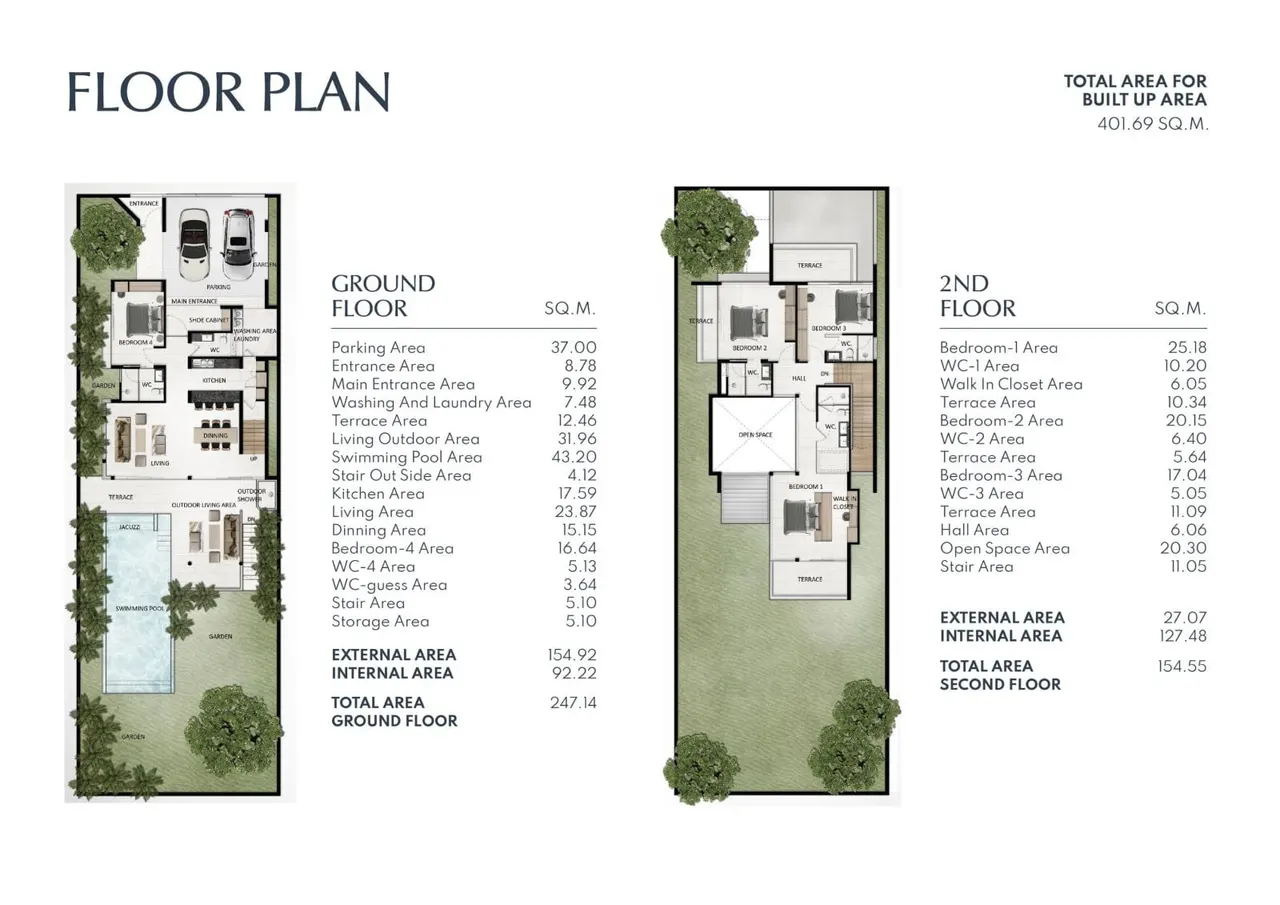 FLOOR PLAN
TOTAL AREA FOR
BUILT UP AREA
401.69 SQ.M.
ENTRANCE
GARDEN
PARKING
MAIN ENTRANCE
SHOE CABINET
WASHING AREA
LAUNDRY
BEDROOM 4
WC
KITCHEN
GARDEN
WC
DINNING
LIVING
UP
TERRACE
OUTDOOR
SHOWER
OUTDOOR LIVING AREA
DN
JACUZZI
SWIMMING POOL
GARDEN
GARDEN
GROUND
FLOOR SQ.M.
Parking Area 37.00
Entrance Area 8.78
Main Entrance Area 9.92
Washing And Laundry Area 7.48
Terrace Area 12.46
Living Outdoor Area 31.96
Swimming Pool Area 43.20
Stair Out Side Area 4.12
Kitchen Area 17.59
Living Area 23.87
Dinning Area 15.15
Bedroom-4 Area 16.64
WC-4 Area 5.13
WC-guess Area 3.64
Stair Area 5.10
Storage Area 5.10
EXTERNAL AREA 154.92
INTERNAL AREA 92.22
TOTAL AREA 247.14
GROUND FLOOR
TERRACE
TERRACE
BEDROOM 3
BEDROOM 2
WC.
WC.
HALL
DN
OPEN SPACE
WC.
BEDROOM 1
WALK IN
CLOSET
TERRACE
2ND
FLOOR SQ.M.
Bedroom-1 Area 25.18
WC-1 Area 10.20
Walk In Closet Area 6.05
Terrace Area 10.34
Bedroom-2 Area 20.15
WC-2 Area 6.40
Terrace Area 5.64
Bedroom-3 Area 17.04
WC-3 Area 5.05
Terrace Area 11.09
Hall Area 6.06
Open Space Area 20.30
Stair Area 11.05
EXTERNAL AREA 27.07
INTERNAL AREA 127.48
TOTAL AREA 154.55
SECOND FLOOR